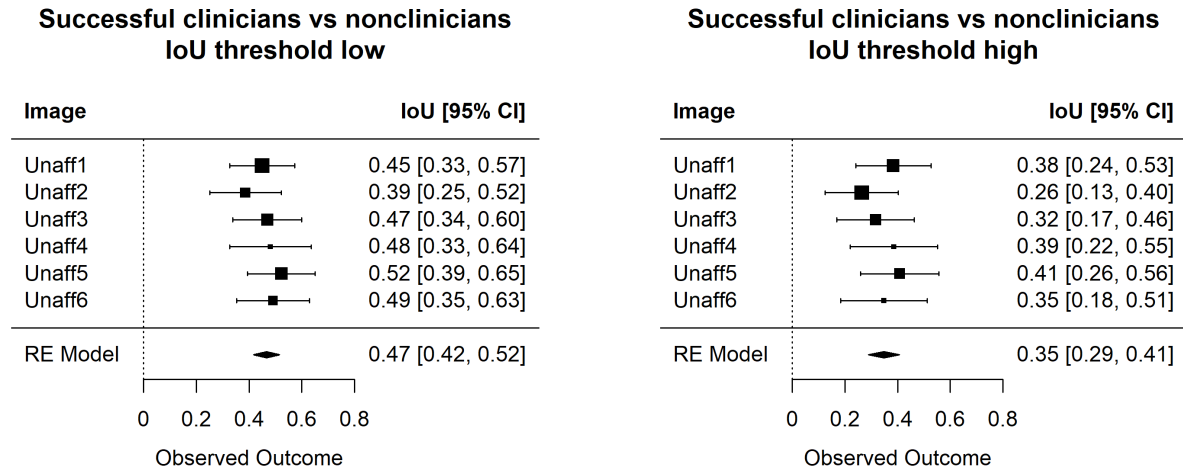 Successful clinicians vs nonclinicians
IoU threshold low
Image IoU [95% CI]
Unaff1 0.45 [0.33, 0.57]
Unaff2 0.39 [0.25, 0.52]
Unaff3 0.47 [0.34, 0.60]
Unaff4 0.48 [0.33, 0.64]
Unaff5 0.52 [0.39, 0.65]
Unaff6 0.49 [0.35, 0.63]
RE Model 0.47 [0.42, 0.52]
0 0.2 0.4 0.6 0.8
Observed Outcome
Successful clinicians vs nonclinicians
IoU threshold high
Image IoU [95% CI]
Unaff1 0.38 [0.24, 0.53]
Unaff2 0.26 [0.13, 0.40]
Unaff3 0.32 [0.17, 0.46]
Unaff4 0.39 [0.22, 0.55]
Unaff5 0.41 [0.26, 0.56]
Unaff6 0.35 [0.18, 0.51]
RE Model 0.35 [0.29, 0.41]
0 0.2 0.4 0.6 0.8
Observed Outcome